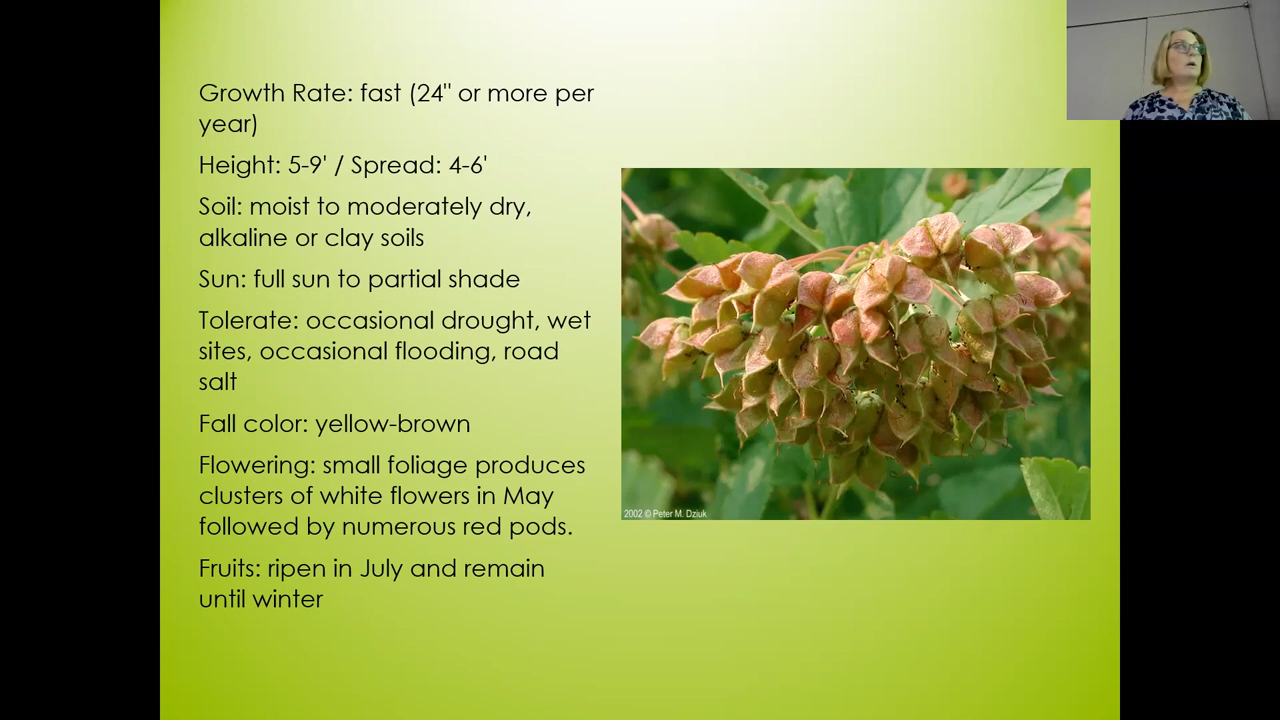 Growth Rate: fast (24" or more per
year)
Height: 5-9' / Spread: 4-6'
Soil: moist to moderately dry,
alkaline or clay soils
Sun: full sun to partial shade
Tolerate: occasional drought, wet
sites, occasional flooding, road
salt
Fall color: yellow-brown
Flowering: small foliage produces
clusters of white flowers in May
followed by numerous red pods.
Fruits: ripen in July and remain
until winter
2002 © Peter M. Dziuk